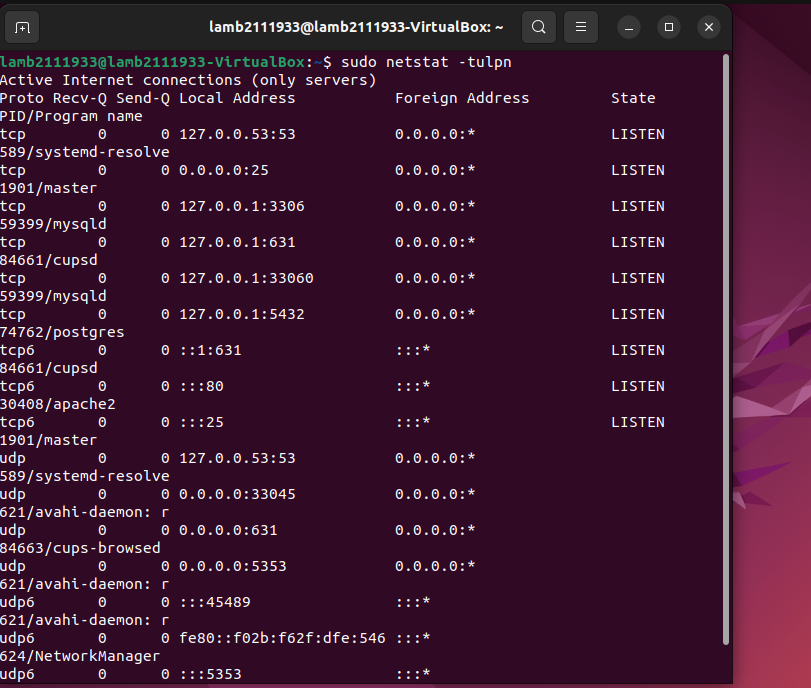 lamb2111933@lamb2111933-VirtualBox: ~
lamb2111933@lamb2111933-VirtualBox:~$ sudo netstat -tulpn
Active Internet connections (only servers)
Proto Recv-Q Send-Q Local Address           Foreign Address         State
PID/Program name
tcp        0      0 127.0.0.53:53           0.0.0.0:*               LISTEN
589/systemd-resolve
tcp        0      0 0.0.0.0:25              0.0.0.0:*               LISTEN
1901/master
tcp        0      0 127.0.0.1:3306          0.0.0.0:*               LISTEN
59399/mysqld
tcp        0      0 127.0.0.1:631           0.0.0.0:*               LISTEN
84661/cupsd
tcp        0      0 127.0.0.1:33060         0.0.0.0:*               LISTEN
59399/mysqld
tcp        0      0 127.0.0.1:5432          0.0.0.0:*               LISTEN
74762/postgres
tcp6       0      0 ::1:631                 :::*                    LISTEN
84661/cupsd
tcp6       0      0 :::80                   :::*                    LISTEN
30408/apache2
tcp6       0      0 :::25                   :::*                    LISTEN
1901/master
udp        0      0 127.0.0.53:53           0.0.0.0:*
589/systemd-resolve
udp        0      0 0.0.0.0:33045           0.0.0.0:*
621/avahi-daemon: r
udp        0      0 0.0.0.0:631             0.0.0.0:*
84663/cups-browsed
udp        0      0 0.0.0.0:5353            0.0.0.0:*
621/avahi-daemon: r
udp6       0      0 :::45489                :::*
621/avahi-daemon: r
udp6       0      0 fe80::f02b:f62f:dfe:546 :::*
624/NetworkManager
udp6       0      0 :::5353                 :::*